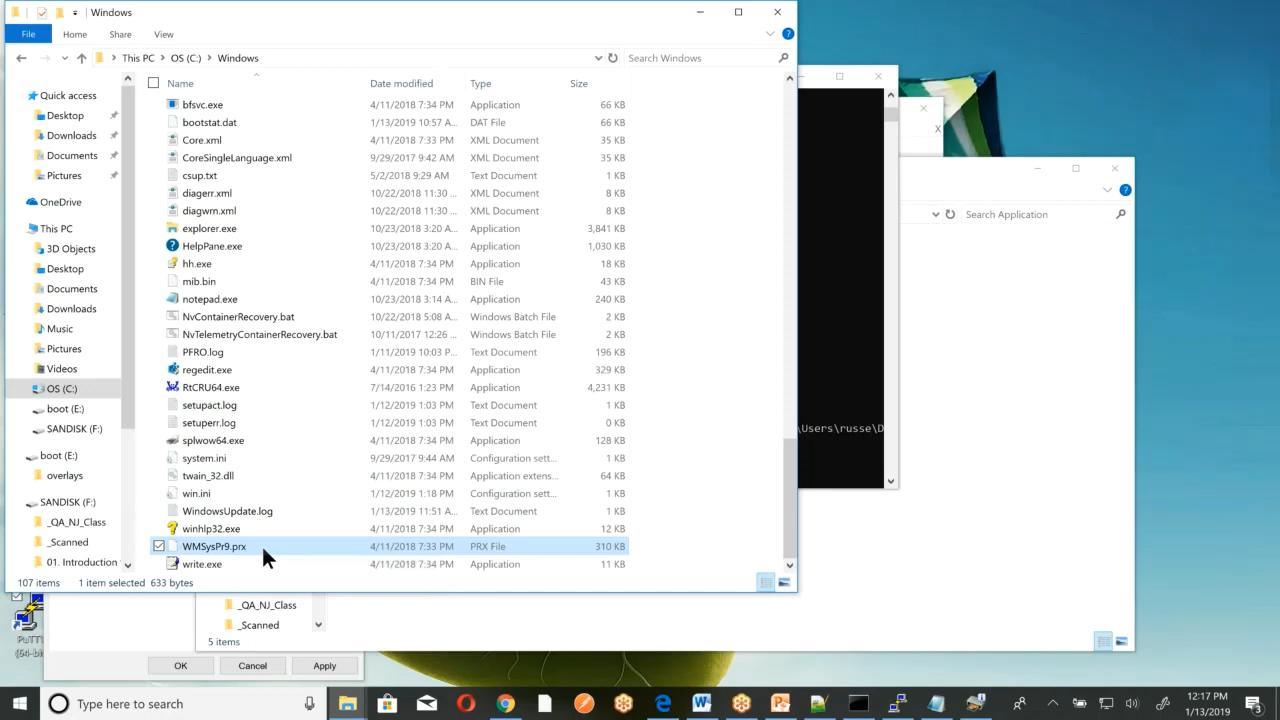 Windows
File Home Share View
This PC OS (C:) Windows Search Windows
Name Date modified Type Size
bfsvc.exe 4/11/2018 7:34 PM Application 66 KB
bootstat.dat 1/13/2019 10:57 A... DAT File 66 KB
Core.xml 4/11/2018 7:33 PM XML Document 35 KB
CoreSingleLanguage.xml 9/29/2017 9:42 AM XML Document 35 KB
csup.txt 5/2/2018 9:29 AM Text Document 1 KB
diagerr.xml 10/22/2018 11:30 ... XML Document 8 KB
diagwrn.xml 10/22/2018 11:30 ... XML Document 8 KB
explorer.exe 10/23/2018 3:20 A... Application 3,841 KB
HelpPane.exe 10/23/2018 3:20 A... Application 1,030 KB
hh.exe 4/11/2018 7:34 PM Application 18 KB
mib.bin 4/11/2018 7:34 PM BIN File 43 KB
notepad.exe 10/23/2018 3:14 A... Application 240 KB
NvContainerRecovery.bat 10/22/2018 5:08 A... Windows Batch File 2 KB
NvTelemetryContainerRecovery.bat 10/11/2017 12:26 ... Windows Batch File 2 KB
PFRO.log 1/11/2019 10:03 P... Text Document 196 KB
regedit.exe 4/11/2018 7:34 PM Application 329 KB
RtCRU64.exe 7/14/2016 1:23 PM Application 4,231 KB
setupact.log 1/12/2019 1:03 PM Text Document 1 KB
setuperr.log 1/12/2019 1:03 PM Text Document 0 KB
splwow64.exe 4/11/2018 7:34 PM Application 128 KB
system.ini 9/29/2017 9:44 AM Configuration sett... 1 KB
twain_32.dll 4/11/2018 7:34 PM Application extens... 64 KB
win.ini 1/12/2019 1:18 PM Configuration sett... 1 KB
WindowsUpdate.log 1/13/2019 11:51 A... Text Document 1 KB
winhlp32.exe 4/11/2018 7:34 PM Application 12 KB
WMSysPr9.prx 4/11/2018 7:33 PM PRX File 310 KB
write.exe 4/11/2018 7:34 PM Application 11 KB
Quick access
Desktop
Downloads
Documents
Pictures
OneDrive
This PC
3D Objects
Desktop
Documents
Downloads
Music
Pictures
Videos
OS (C:)
boot (E:)
SANDISK (F:)
boot (E:)
overlays
SANDISK (F:)
_QA_NJ_Class
_Scanned
01. Introduction
107 items 1 item selected 633 bytes
X
Search Application
\Users\russe\D
_QA_NJ_Class
_Scanned
5 items
PuTT
(64-bi
OK Cancel Apply
Type here to search
12:17 PM
1/13/2019
3